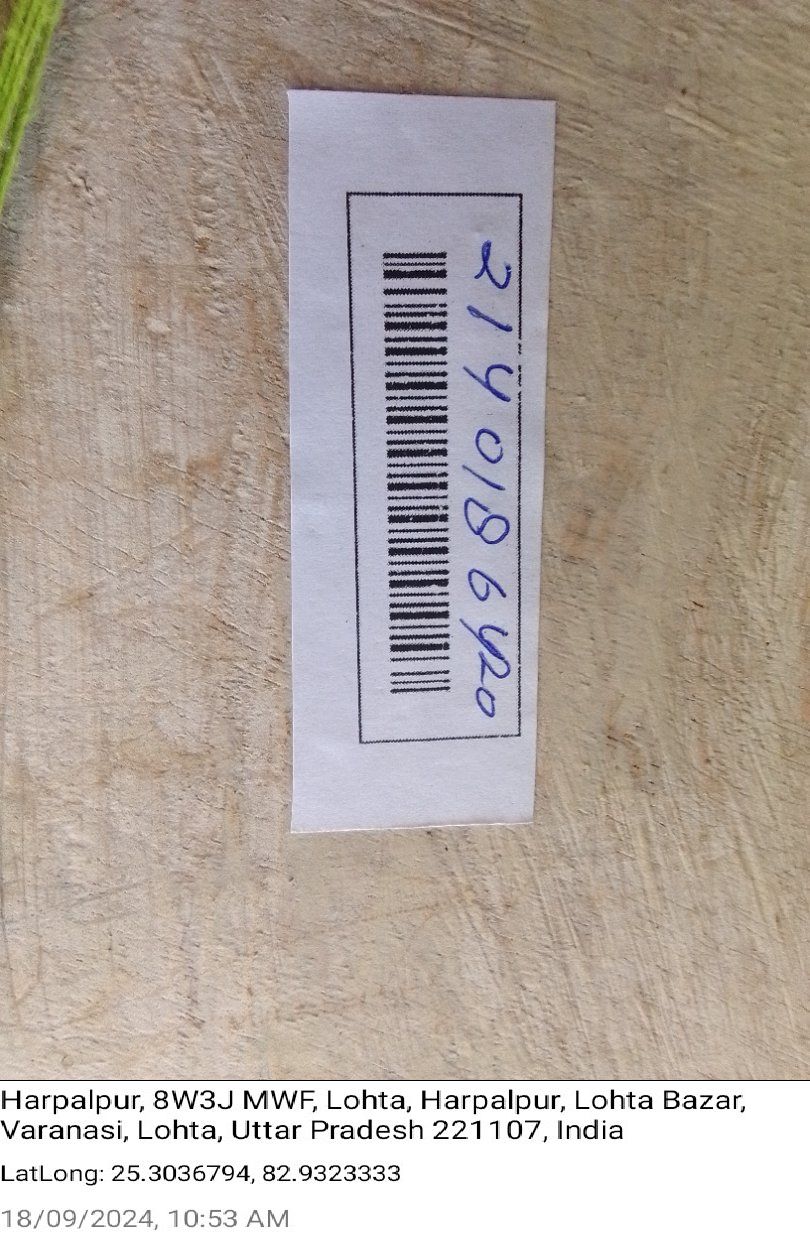 2140186420
Harpalpur, 8W3J MWF, Lohta, Harpalpur, Lohta Bazar,
Varanasi, Lohta, Uttar Pradesh 221107, India
LatLong: 25.3036794, 82.9323333
18/09/2024, 10:53 AM